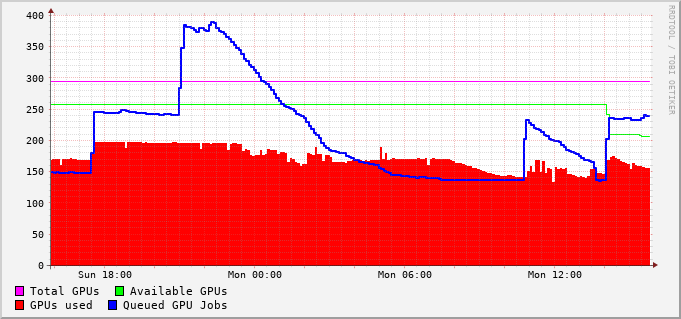 400
350
300
250
200
150
100
50
0
Sun 18:00 Mon 00:00 Mon 06:00 Mon 12:00
Total GPUs Available GPUs
GPUs used Queued GPU Jobs
RRDTOOL / TOBI OETIKER